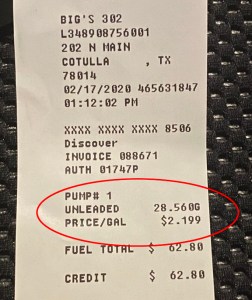 BIG'S 302
L348908756001
202 N MAIN
COTULLA , TX
78014
02/17/2020 465631847
01:12:02 PM
XXXX XXXX XXXX 8506
Discover
INVOICE 088671
AUTH 01747P
PUMP# 1
UNLEADED 28.560G
PRICE/GAL $2.199
FUEL TOTAL $ 62.80
CREDIT $ 62.80